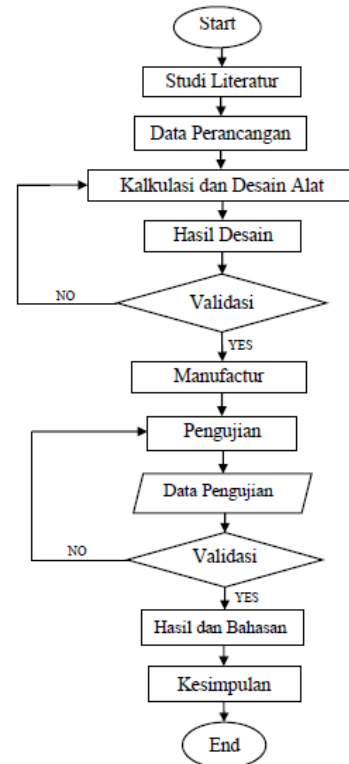 Start
Studi Literatur
Data Perancangan
Kalkulasi dan Desain Alat
Hasil Desain
Validasi
NO
YES
Manufactur
Pengujian
Data Pengujian
Validasi
NO
YES
Hasil dan Bahasan
Kesimpulan
End